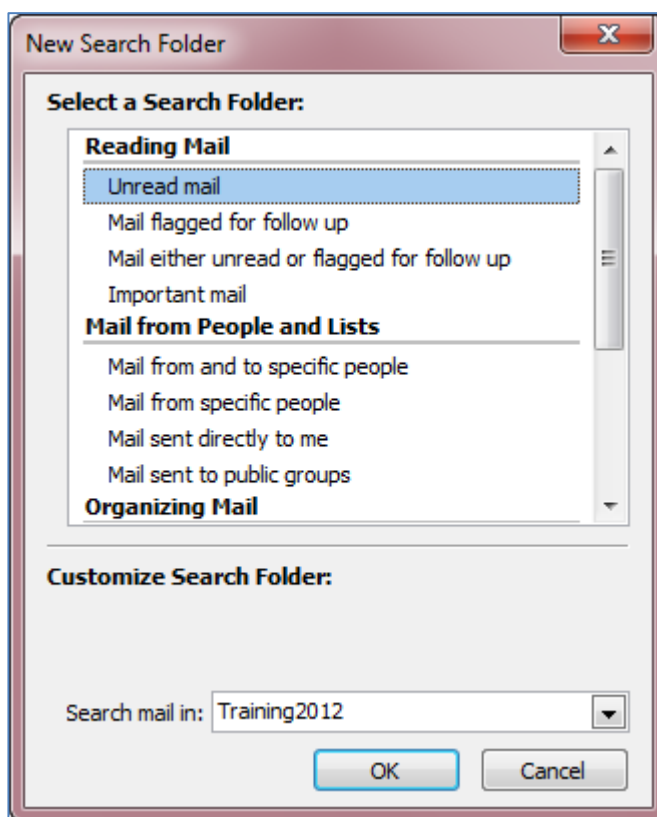 New Search Folder
Select a Search Folder:
Reading Mail
Unread mail
Mail flagged for follow up
Mail either unread or flagged for follow up
Important mail
Mail from People and Lists
Mail from and to specific people
Mail from specific people
Mail sent directly to me
Mail sent to public groups
Organizing Mail
Customize Search Folder:
Search mail in: Training2012
OK Cancel